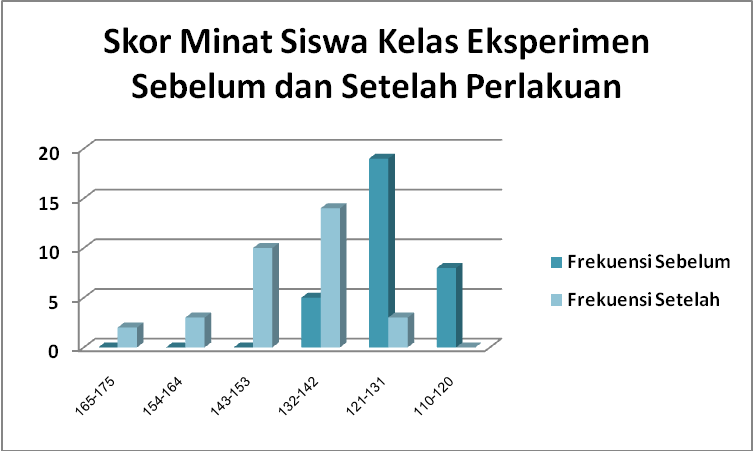 Skor Minat Siswa Kelas Eksperimen
Sebelum dan Setelah Perlakuan
20
15
10
5
0
165-175
154-164
143-153
132-142
121-131
110-120
Frekuensi Sebelum
Frekuensi Setelah